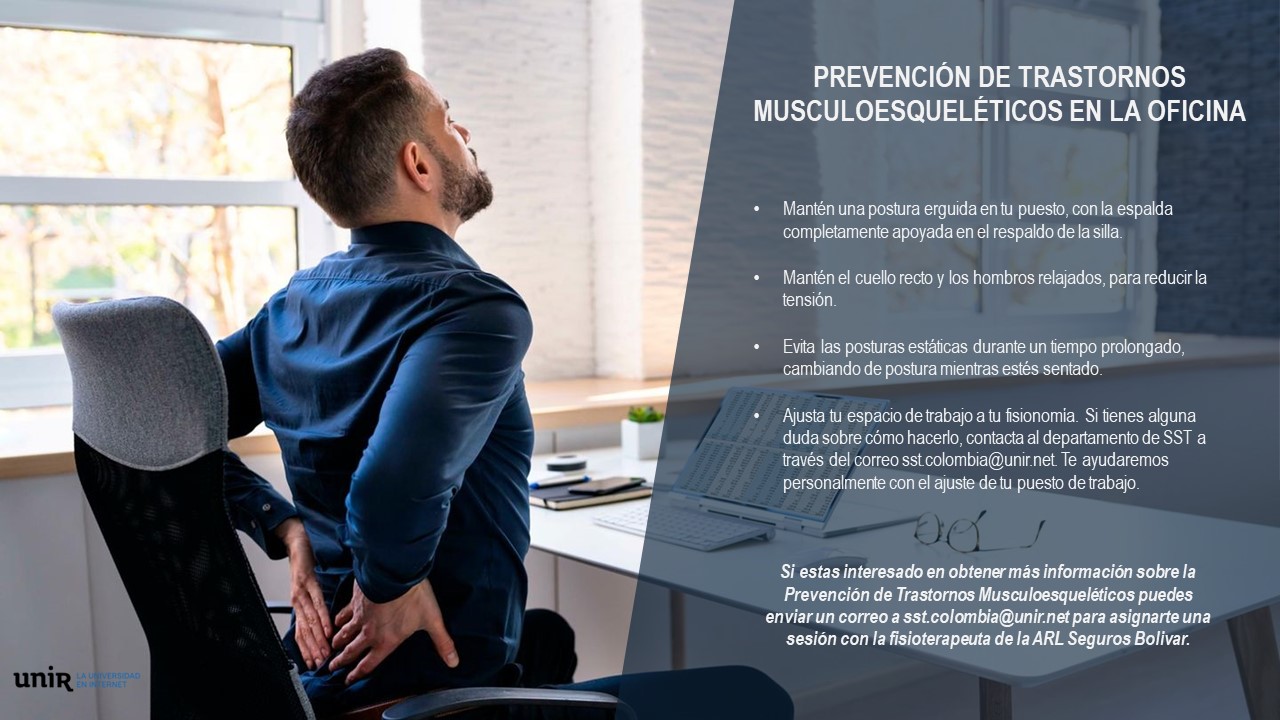 PREVENCIÓN DE TRASTORNOS
MUSCULOESQUELÉTICOS EN LA OFICINA
• Mantén una postura erguida en tu puesto, con la espalda
completamente apoyada en el respaldo de la silla.
• Mantén el cuello recto y los hombros relajados, para reducir la
tensión.
• Evita las posturas estáticas durante un tiempo prolongado,
cambiando de postura mientras estés sentado.
• Ajusta tu espacio de trabajo a tu fisionomía. Si tienes alguna
duda sobre cómo hacerlo, contacta al departamento de SST a
través del correo sst.colombia@unir.net. Te ayudaremos
personalmente con el ajuste de tu puesto de trabajo.
Si estas interesado en obtener más información sobre la
Prevención de Trastornos Musculoesqueléticos puedes
enviar un correo a sst.colombia@unir.net para asignarte una
sesión con la fisioterapeuta de la ARL Seguros Bolivar.
unir LA UNIVERSIDAD
EN INTERNET